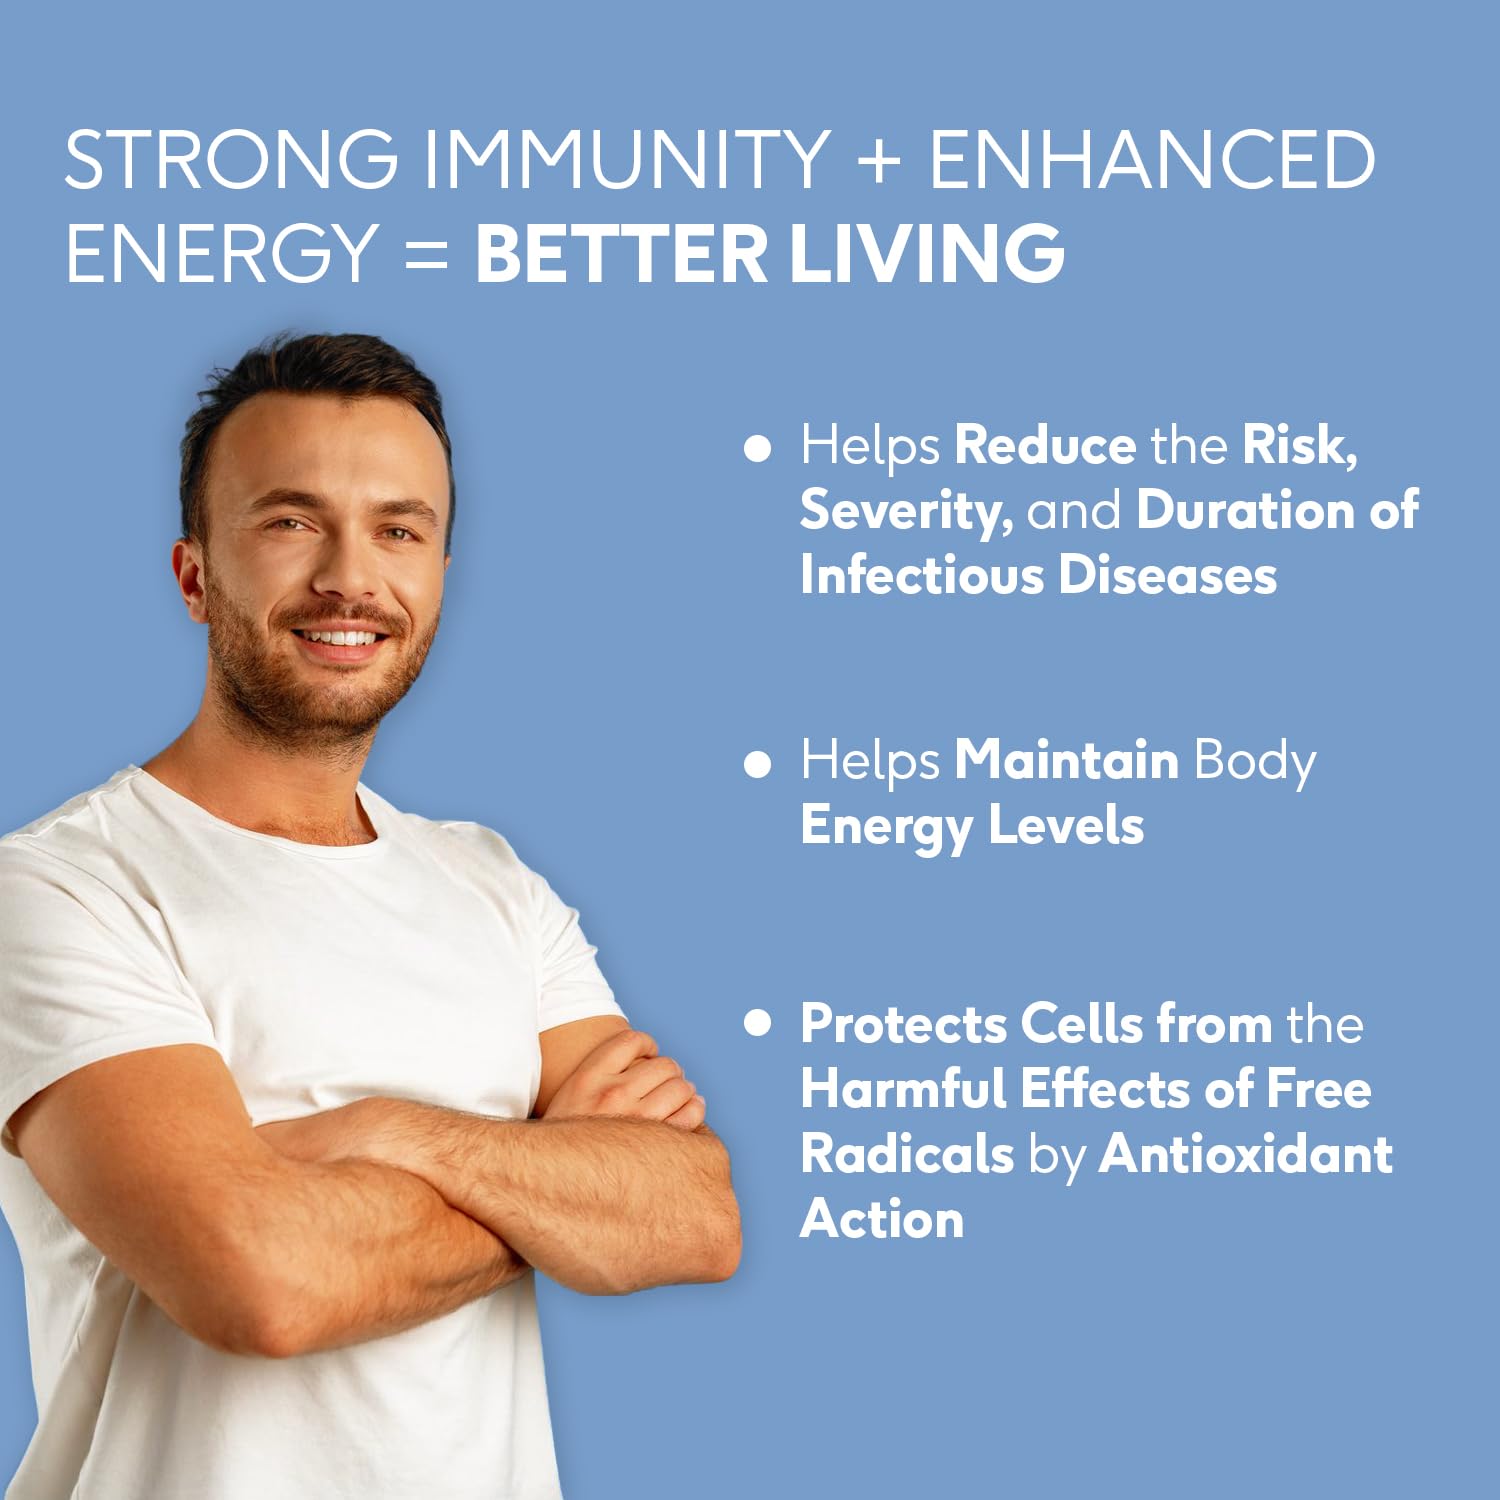 STRONG IMMUNITY + ENHANCED
ENERGY = BETTER LIVING
Helps Reduce the Risk,
Severity, and Duration of
Infectious Diseases
Helps Maintain Body
Energy Levels
Protects Cells from the
Harmful Effects of Free
Radicals by Antioxidant
Action